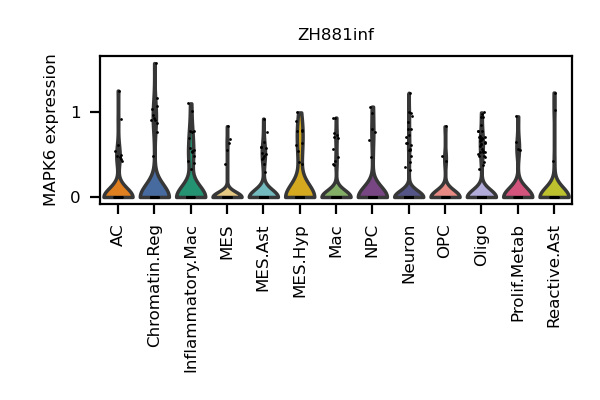 ZH881inf
MAPK6 expression
1
0
AC
Chromatin.Reg
Inflammatory.Mac
MES
MES.Ast
MES.Hyp
Mac
NPC
Neuron
OPC
Oligo
Prolif.Metab
Reactive.Ast